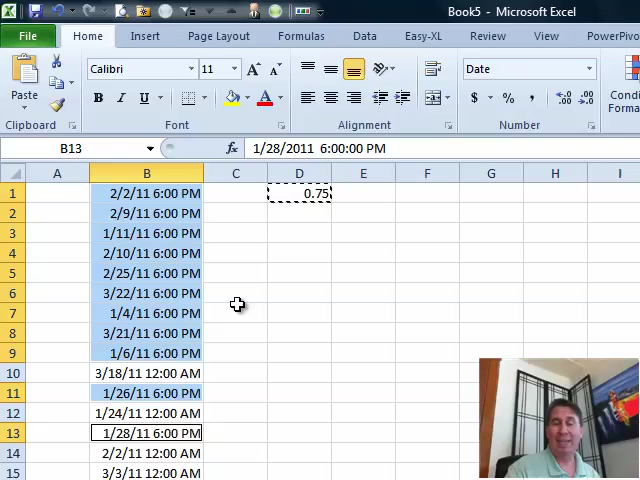 Book5 - Microsoft Excel
File Home Insert Page Layout Formulas Data Easy-XL Review View PowerPivo
Paste
Calibri 11 A A
B I U A
Date
$ % , .00 .0
Condi
Form
Clipboard Font Alignment Number
B13 fx 1/28/2011 6:00:00 PM
A B C D E F G H I
1 2/2/11 6:00 PM 0.75
2 2/9/11 6:00 PM
3 1/11/11 6:00 PM
4 2/10/11 6:00 PM
5 2/25/11 6:00 PM
6 3/22/11 6:00 PM
7 1/4/11 6:00 PM
8 3/21/11 6:00 PM
9 1/6/11 6:00 PM
10 3/18/11 12:00 AM
11 1/26/11 6:00 PM
12 1/24/11 12:00 AM
13 1/28/11 6:00 PM
14 2/2/11 12:00 AM
15 3/3/11 12:00 AM